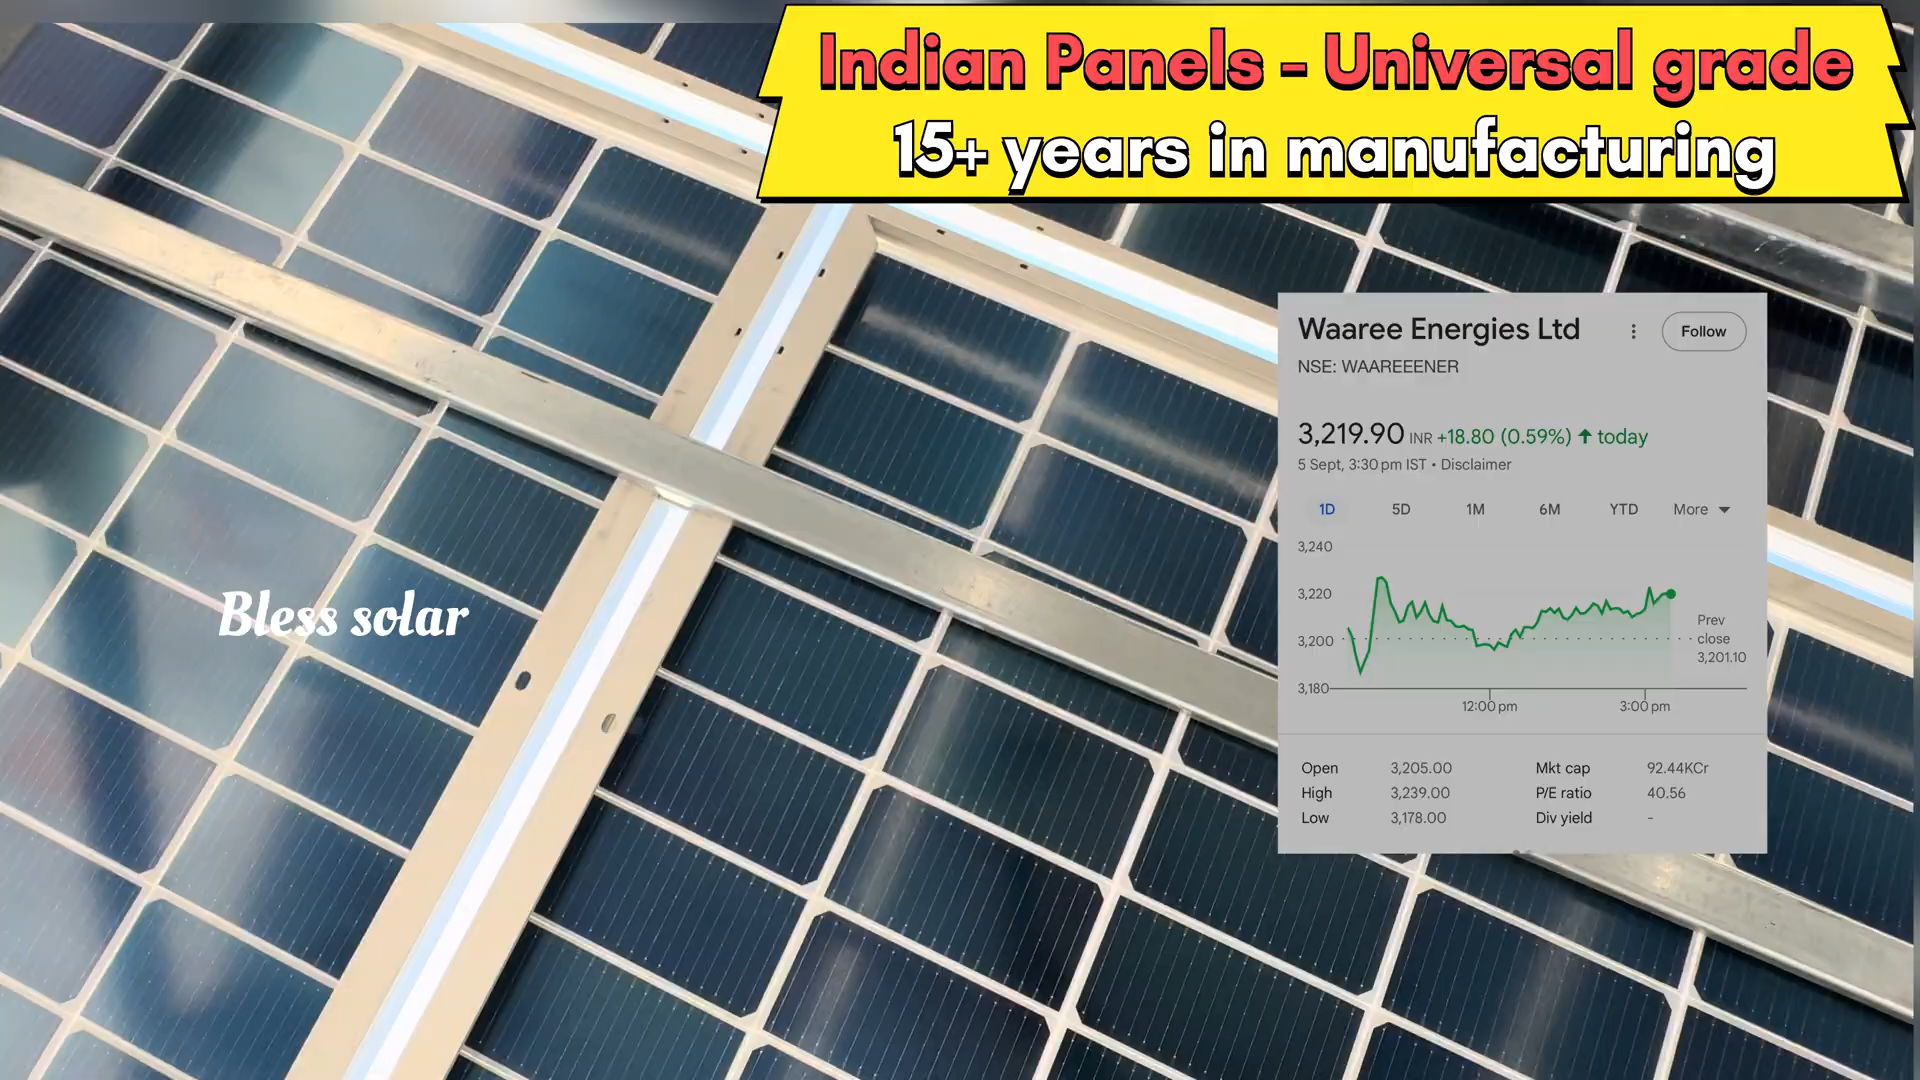 Indian Panels - Universal grade
15+ years in manufacturing
Waaree Energies Ltd
Follow
NSE: WAAREEENER
3,219.90 INR +18.80 (0.59%) ↑ today
5 Sept, 3:30 pm IST • Disclaimer
1D 5D 1M 6M YTD More
3,240
3,220
3,200
3,180
Prev
close
3,201.10
12:00 pm 3:00 pm
Open 3,205.00 Mkt cap 92.44KCr
High 3,239.00 P/E ratio 40.56
Low 3,178.00 Div yield -
Bless solar